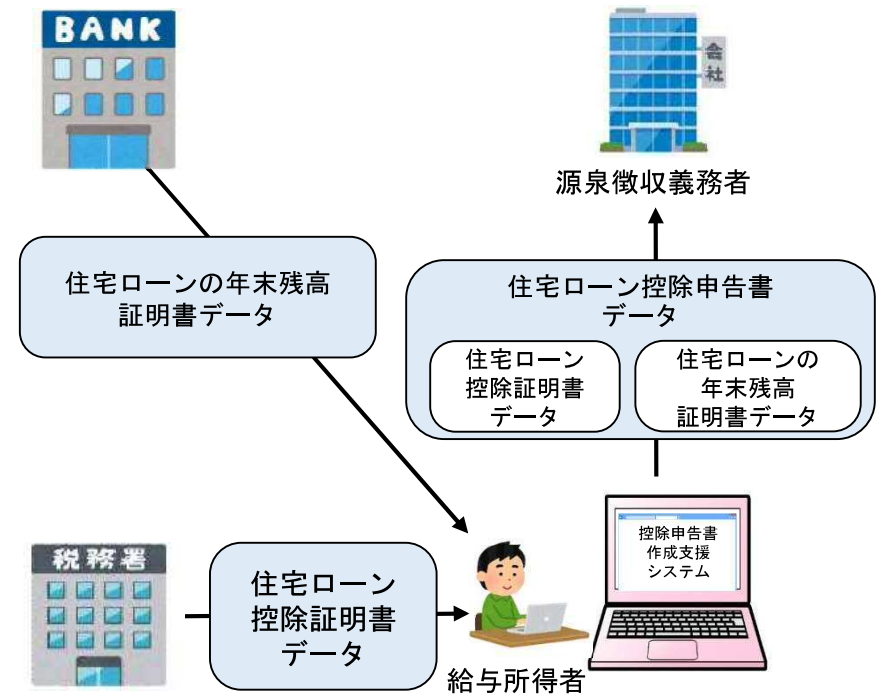 BANK
会社
源泉徴収義務者
住宅ローンの年末残高
証明書データ
住宅ローン控除申告書
データ
住宅ローン
控除証明書
データ
住宅ローンの
年末残高
証明書データ
税務署
住宅ローン
控除証明書
データ
控除申告書
作成支援
システム
給与所得者